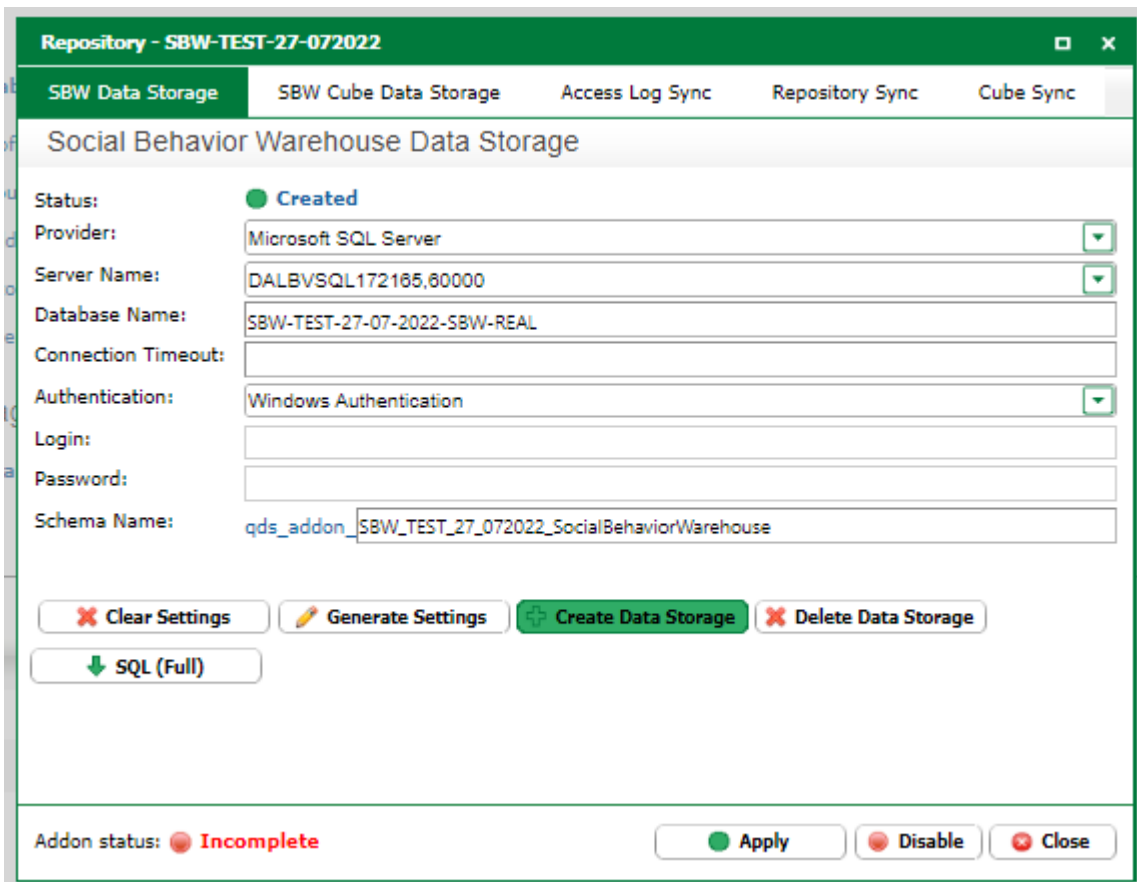 Repository - SBW-TEST-27-072022
SBW Data Storage SBW Cube Data Storage Access Log Sync Repository Sync Cube Sync
Social Behavior Warehouse Data Storage
Status: Created
Provider: Microsoft SQL Server
Server Name: DALBVSQL172165,60000
Database Name: SBW-TEST-27-07-2022-SBW-REAL
Connection Timeout:
Authentication: Windows Authentication
Login:
Password:
Schema Name: qds_addon_SBW_TEST_27_072022_SocialBehaviorWarehouse
Clear Settings Generate Settings Create Data Storage Delete Data Storage
SQL (Full)
Addon status: Incomplete Apply Disable Close